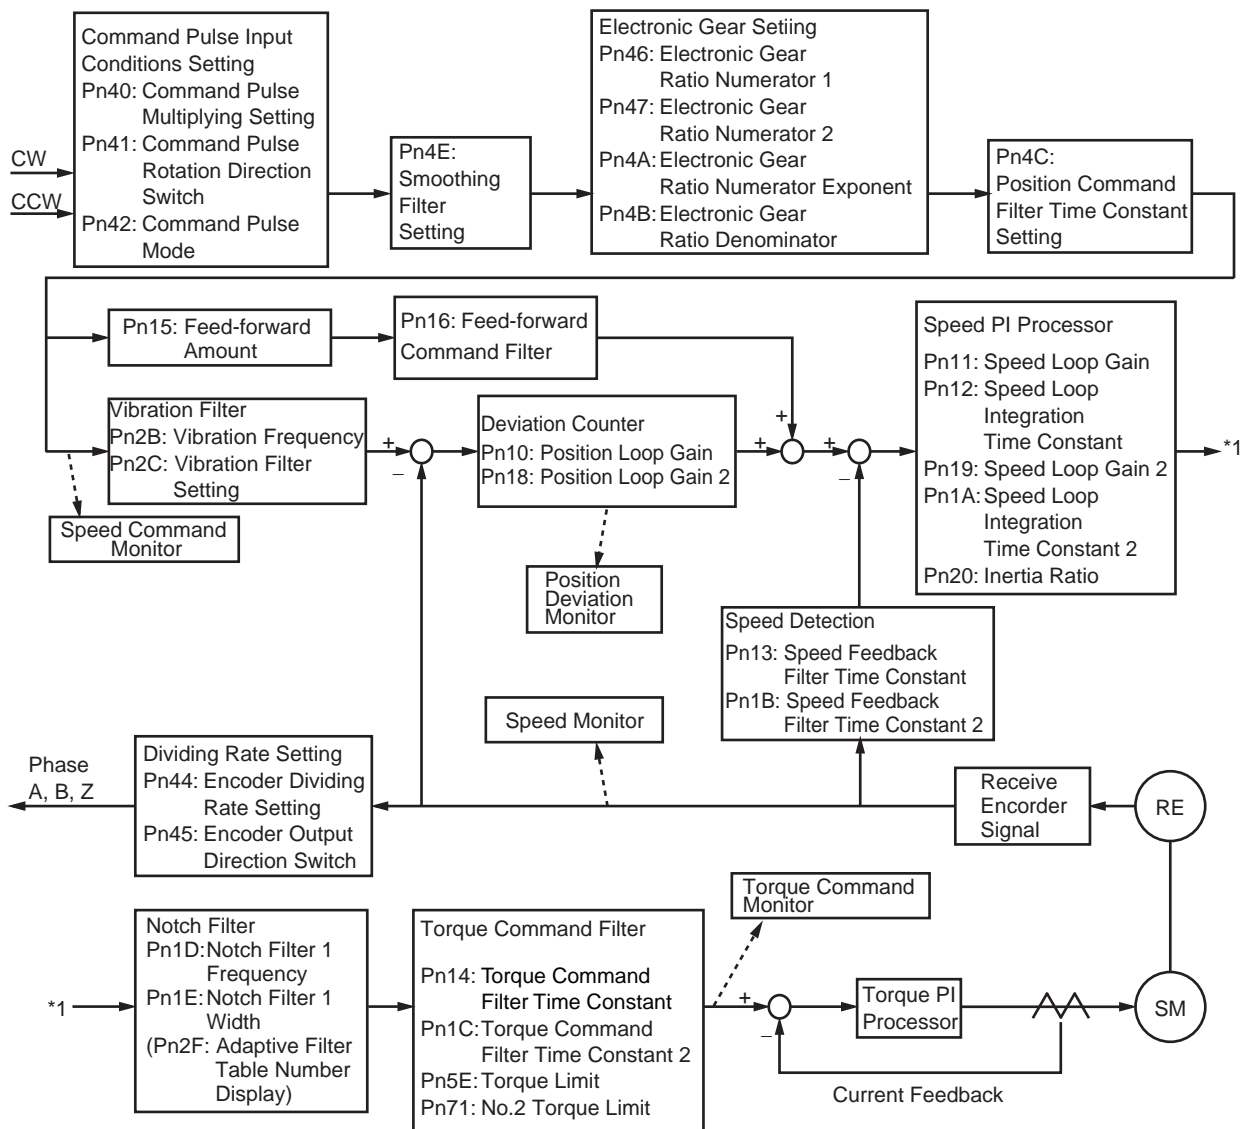 Command Pulse Input
Conditions Setting
Pn40: Command Pulse
Multiplying Setting
Pn41: Command Pulse
Rotation Direction
Switch
Pn42: Command Pulse
Mode
CW
CCW
Pn4E:
Smoothing
Filter
Setting
Electronic Gear Setiing
Pn46: Electronic Gear
Ratio Numerator 1
Pn47: Electronic Gear
Ratio Numerator 2
Pn4A: Electronic Gear
Ratio Numerator Exponent
Pn4B: Electronic Gear
Ratio Denominator
Pn4C:
Position Command
Filter Time Constant
Setting
Pn15: Feed-forward
Amount
Pn16: Feed-forward
Command Filter
Vibration Filter
Pn2B: Vibration Frequency
Pn2C: Vibration Filter
Setting
+
−
Speed Command
Monitor
Deviation Counter
Pn10: Position Loop Gain
Pn18: Position Loop Gain 2
+
+
+
−
Position
Deviation
Monitor
Speed PI Processor
Pn11: Speed Loop Gain
Pn12: Speed Loop
Integration
Time Constant
Pn19: Speed Loop Gain 2
Pn1A: Speed Loop
Integration
Time Constant 2
Pn20: Inertia Ratio
*1
Speed Detection
Pn13: Speed Feedback
Filter Time Constant
Pn1B: Speed Feedback
Filter Time Constant 2
Speed Monitor
Phase
A, B, Z
Dividing Rate Setting
Pn44: Encoder Dividing
Rate Setting
Pn45: Encoder Output
Direction Switch
Receive
Encorder
Signal
RE
*1
Notch Filter
Pn1D: Notch Filter 1
Frequency
Pn1E: Notch Filter 1
Width
(Pn2F: Adaptive Filter
Table Number
Display)
Torque Command Filter
Pn14: Torque Command
Filter Time Constant
Pn1C: Torque Command
Filter Time Constant 2
Pn5E: Torque Limit
Pn71: No.2 Torque Limit
Torque Command
Monitor
+
−
Torque PI
Processor
SM
Current Feedback